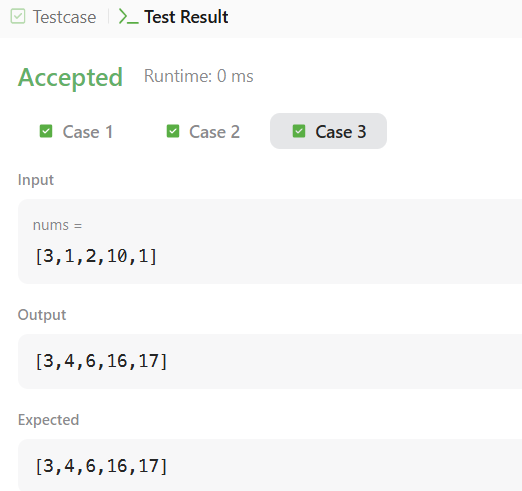 Testcase
Test Result
Accepted
Runtime: 0 ms
Case 1
Case 2
Case 3
Input
nums =
[3,1,2,10,1]
Output
[3,4,6,16,17]
Expected
[3,4,6,16,17]